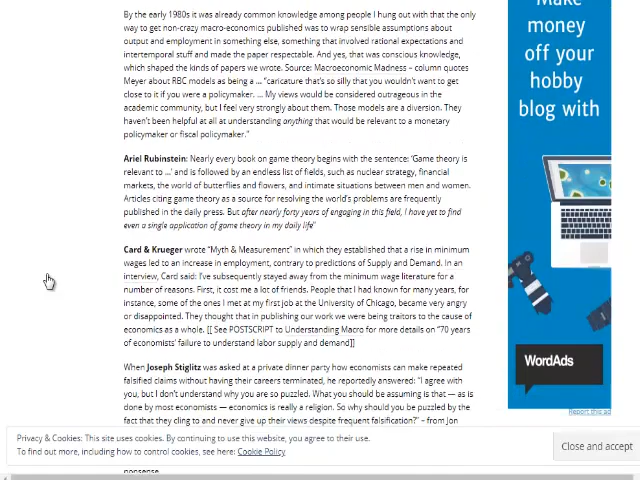 By the early 1980s it was already common knowledge among people I hung out with that the only
way to get non-crazy macro-economics published was to wrap sensible assumptions about
output and employment in something else, something that involved rational expectations and
intertemporal stuff and made the paper respectable. And yes, that was conscious knowledge,
which shaped the kinds of papers we wrote. Source: Macroeconomic Madness – column quotes
Meyer about RBC models as being a ... "caricature that's so silly that you wouldn't want to get
close to it if you were a policymaker. ... My views would be considered outrageous in the
academic community, but I feel very strongly about them. Those models are a diversion. They
haven't been helpful at all at understanding anything that would be relevant to a monetary
policymaker or fiscal policymaker."
Ariel Rubinstein: Nearly every book on game theory begins with the sentence: 'Game theory is
relevant to ...' and is followed by an endless list of fields, such as nuclear strategy, financial
markets, the world of butterflies and flowers, and intimate situations between men and women.
Articles citing game theory as a source for resolving the world's problems are frequently
published in the daily press. But after nearly forty years of engaging in this field, I have yet to find
even a single application of game theory in my daily life"
Card & Krueger wrote "Myth & Measurement" in which they established that a rise in minimum
wages led to an increase in employment, contrary to predictions of Supply and Demand. In an
interview, Card said: I've subsequently stayed away from the minimum wage literature for a
number of reasons. First, it cost me a lot of friends. People that I had known for many years, for
instance, some of the ones I met at my first job at the University of Chicago, became very angry
or disappointed. They thought that in publishing our work we were being traitors to the cause of
economics as a whole. [[ See POSTSCRIPT to Understanding Macro for more details on "70 years
of economists' failure to understand labor supply and demand]]
When Joseph Stiglitz was asked at a private dinner party how economists can make repeated
falsified claims without having their careers terminated, he reportedly answered: "I agree with
you, but I don't understand why you are so puzzled. What you should be assuming is that — as is
done by most economists — economics is really a religion. So why should you be puzzled by the
fact that they cling to and never give up their views despite frequent falsification?" – from Jon
nonsense.
Make
money
off your
hobby
blog with
WordAds
Report this ad
Privacy & Cookies: This site uses cookies. By continuing to use this website, you agree to their use.
To find out more, including how to control cookies, see here: Cookie Policy
Close and accept